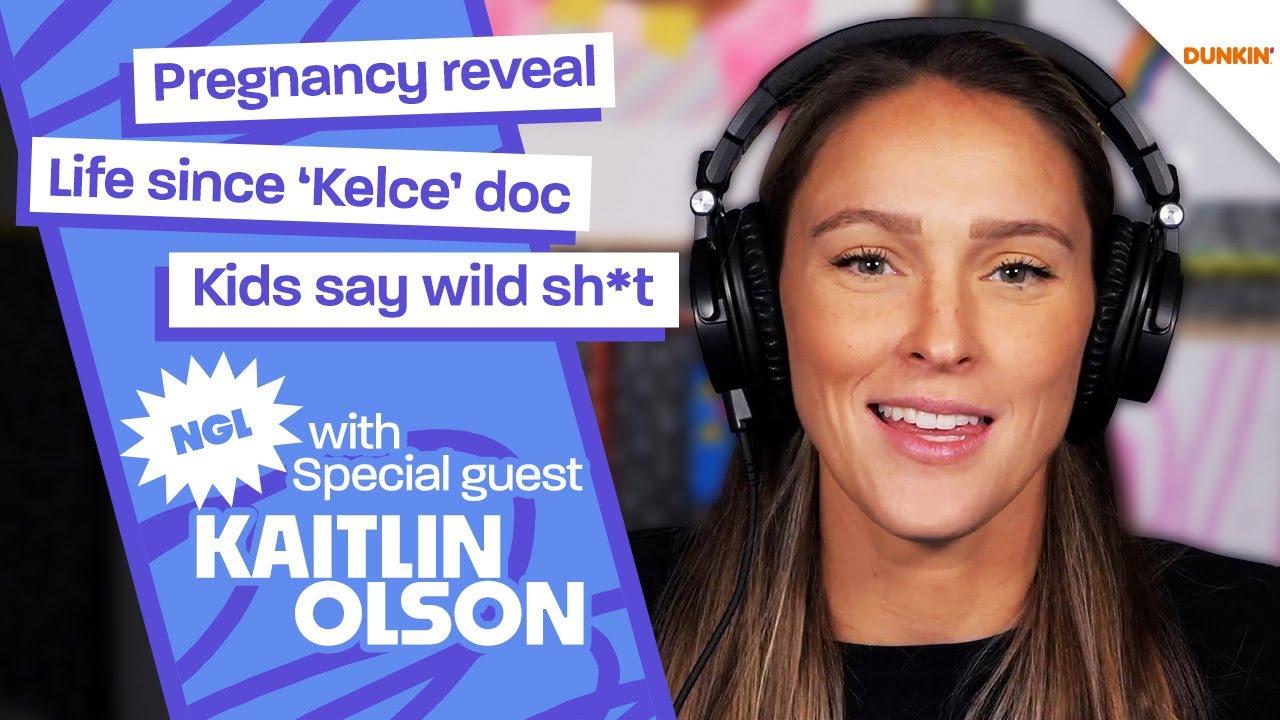 Pregnancy reveal
Life since ‘Kelce’ doc
Kids say wild sh*t
NGL
with
Special guest
KAITLIN
OLSON
DUNKIN'